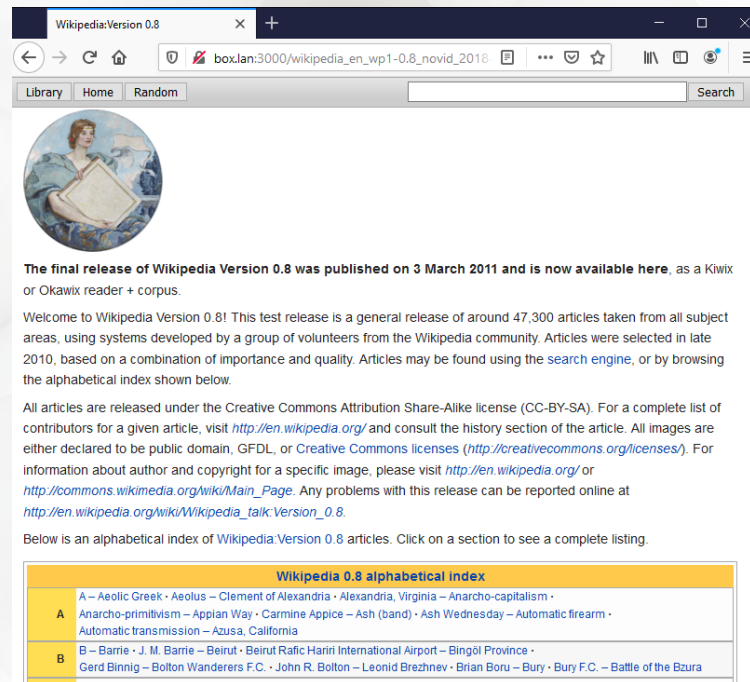 Wikipedia:Version 0.8
box.lan:3000/wikipedia_en_wp1-0.8_novid_2018-
Library Home Random Search
The final release of Wikipedia Version 0.8 was published on 3 March 2011 and is now available here, as a Kiwix
or Okawix reader + corpus.
Welcome to Wikipedia Version 0.8! This test release is a general release of around 47,300 articles taken from all subject
areas, using systems developed by a group of volunteers from the Wikipedia community. Articles were selected in late
2010, based on a combination of importance and quality. Articles may be found using the search engine, or by browsing
the alphabetical index shown below.
All articles are released under the Creative Commons Attribution Share-Alike license (CC-BY-SA). For a complete list of
contributors for a given article, visit http://en.wikipedia.org/ and consult the history section of the article. All images are
either declared to be public domain, GFDL, or Creative Commons licenses (http://creativecommons.org/licenses/). For
information about author and copyright for a specific image, please visit http://en.wikipedia.org/ or
http://commons.wikimedia.org/wiki/Main_Page. Any problems with this release can be reported online at
http://en.wikipedia.org/wiki/Wikipedia_talk:Version_0.8.
Below is an alphabetical index of Wikipedia:Version 0.8 articles. Click on a section to see a complete listing.
Wikipedia 0.8 alphabetical index
A – Aeolic Greek · Aeolus – Clement of Alexandria · Alexandria, Virginia – Anarcho-capitalism ·
A Anarcho-primitivism – Appian Way · Carmine Appice – Ash (band) · Ash Wednesday – Automatic firearm ·
Automatic transmission – Azusa, California
B – Barrie · J. M. Barrie – Beirut · Beirut Rafic Hariri International Airport – Bingöl Province ·
B Gerd Binnig – Bolton Wanderers F.C. · John R. Bolton – Leonid Brezhnev · Brian Boru – Bury · Bury F.C. – Battle of the Bzura